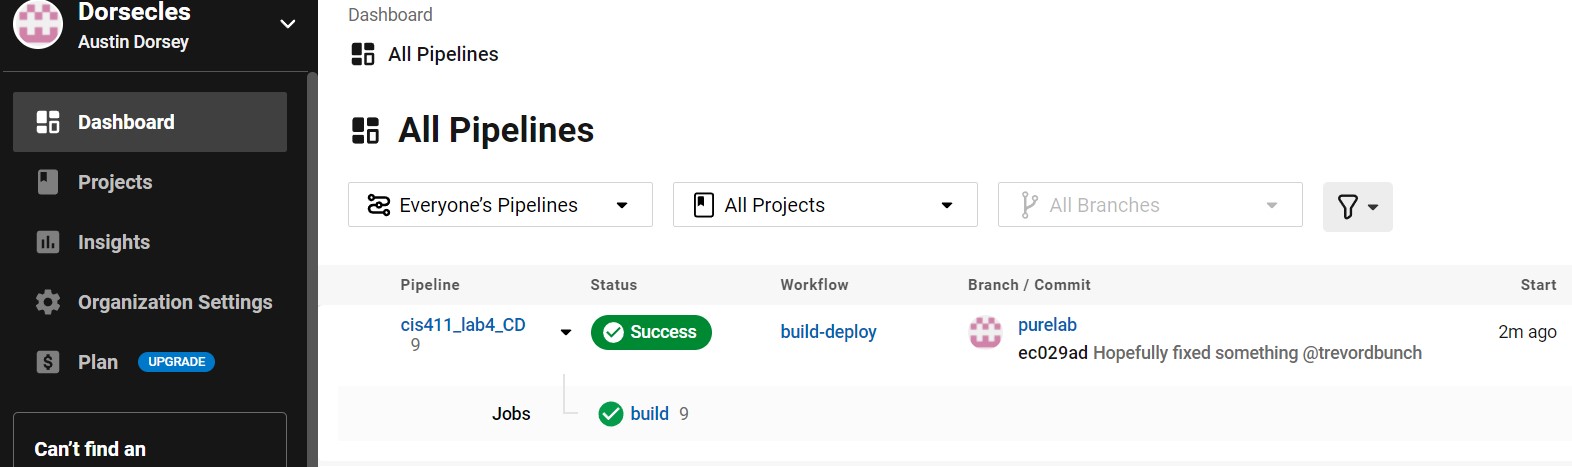 Dorsecles
Austin Dorsey
Dashboard
Projects
Insights
Organization Settings
Plan UPGRADE
Can't find an
Dashboard
All Pipelines
All Pipelines
Everyone's Pipelines All Projects All Branches
Pipeline Status Workflow Branch / Commit Start
cis411_lab4_CD Success build-deploy purelab 2m ago
9 ec029ad Hopefully fixed something @trevordbunch
Jobs build 9